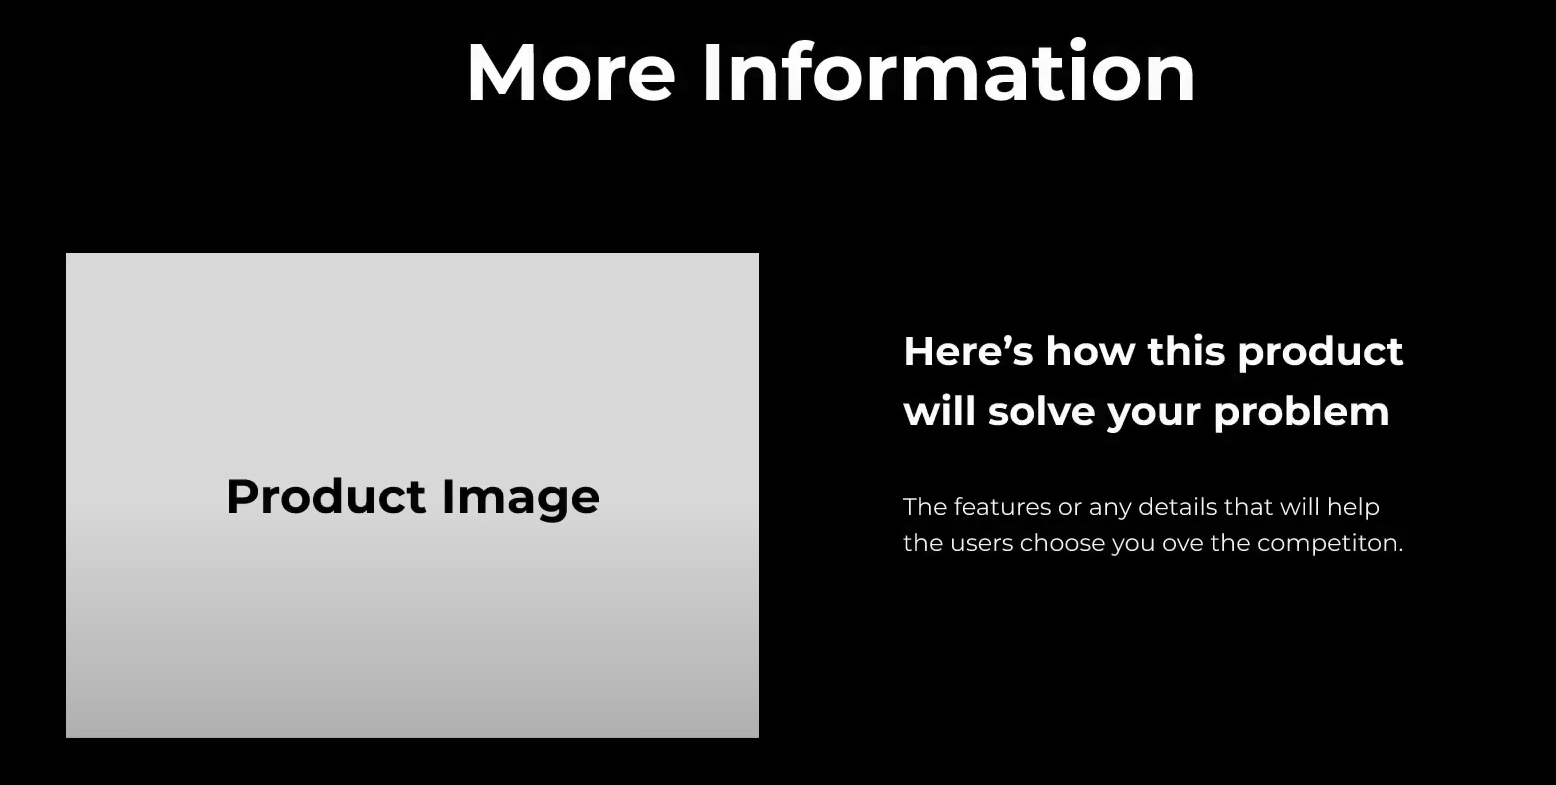 More Information
Product Image
Here’s how this product
will solve your problem
The features or any details that will help
the users choose you ove the competiton.